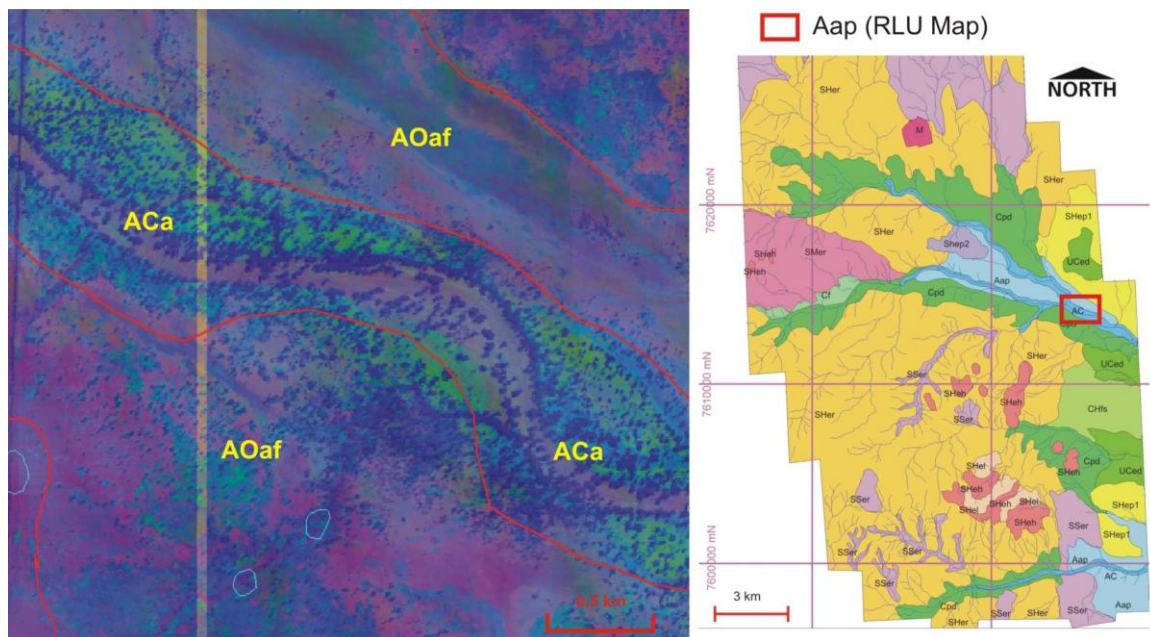 Aap (RLU Map)
NORTH
AOaf
ACa
AOaf
ACa
0.5 km
SHer
M
SHer
7620000 mN
Cpd
SHep1
SHer
Shep2
UCed
SHeh
SMer
SHeh
Aap
Cf
Cpd
AC
SHer
UCed
7610000 mN
SSer
SHeh
SHeh
CHfs
SHer
SSer
Cpd
SHeh
UCed
SHel
SHeh
SHeh
SHel
SHel
SHeh
SSer
SHep1
SSer
SSer
7600000 mN
Aap
AC
SSer
3 km
Cpd
SSer
SSer
Aap
SHer